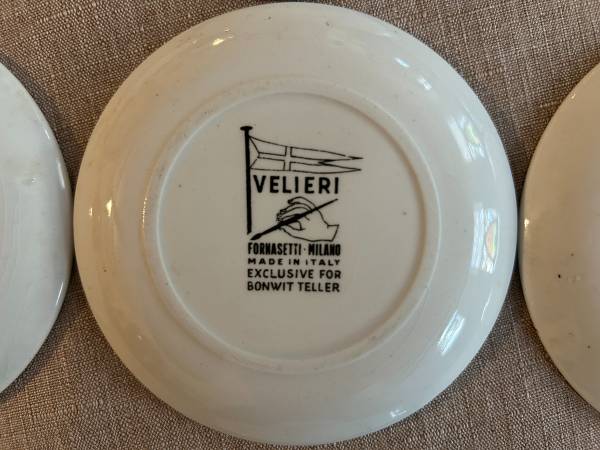 VELIERI
FORNASETTI · MILANO
MADE IN ITALY
EXCLUSIVE FOR
BONWIT TELLER